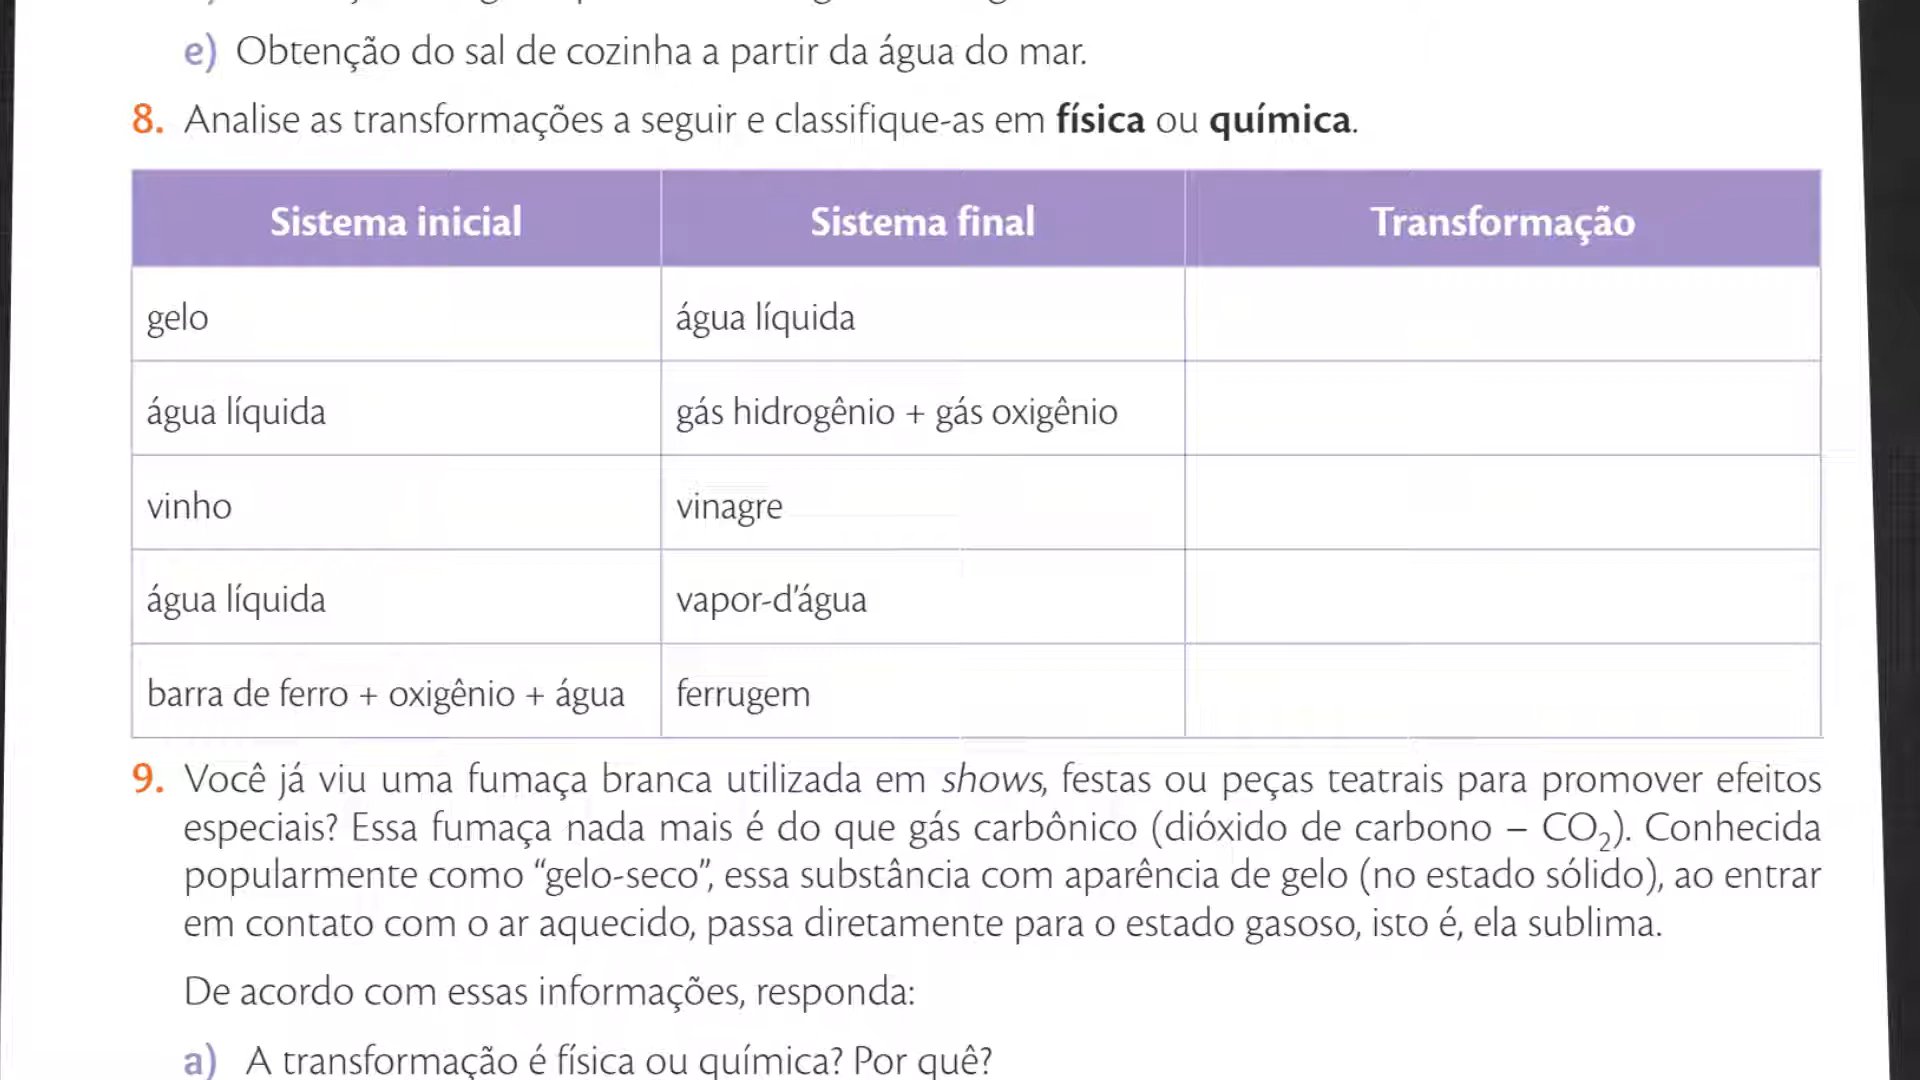 e) Obtenção do sal de cozinha a partir da água do mar.
8. Analise as transformações a seguir e classifique-as em física ou química.
Sistema inicial Sistema final Transformação
gelo água líquida
água líquida gás hidrogênio + gás oxigênio
vinho vinagre
água líquida vapor-d’água
barra de ferro + oxigênio + água ferrugem
9. Você já viu uma fumaça branca utilizada em shows, festas ou peças teatrais para promover efeitos
especiais? Essa fumaça nada mais é do que gás carbônico (dióxido de carbono – CO₂). Conhecida
popularmente como “gelo-seco”, essa substância com aparência de gelo (no estado sólido), ao entrar
em contato com o ar aquecido, passa diretamente para o estado gasoso, isto é, ela sublima.
De acordo com essas informações, responda:
a) A transformação é física ou química? Por quê?